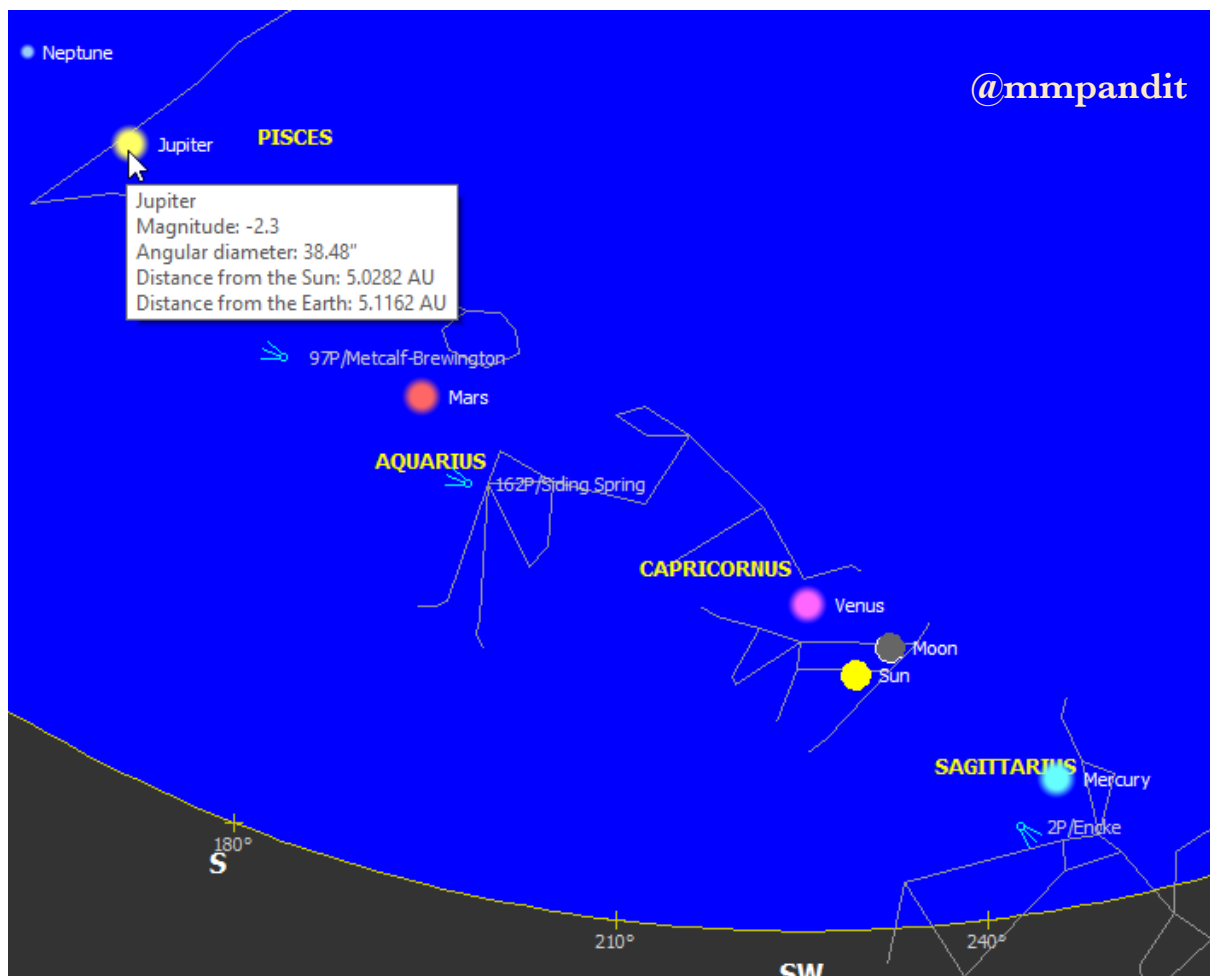 Neptune
@mmpandit
Jupiter
PISCES
Jupiter
Magnitude: -2.3
Angular diameter: 38.48"
Distance from the Sun: 5.0282 AU
Distance from the Earth: 5.1162 AU
97P/Metcalf-Brewington
Mars
AQUARIUS
162P/Siding Spring
CAPRICORNUS
Venus
Moon
Sun
SAGITTARIUS
Mercury
2P/Encke
180°
S
210°
240°
SW